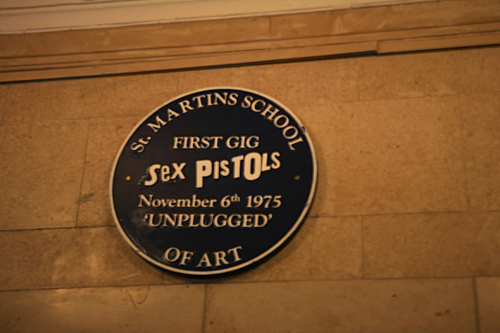 St. MARTINS SCHOOL
FIRST GIG
SeX PiSTOLs
November 6th 1975
'UNPLUGGED'
OF ART